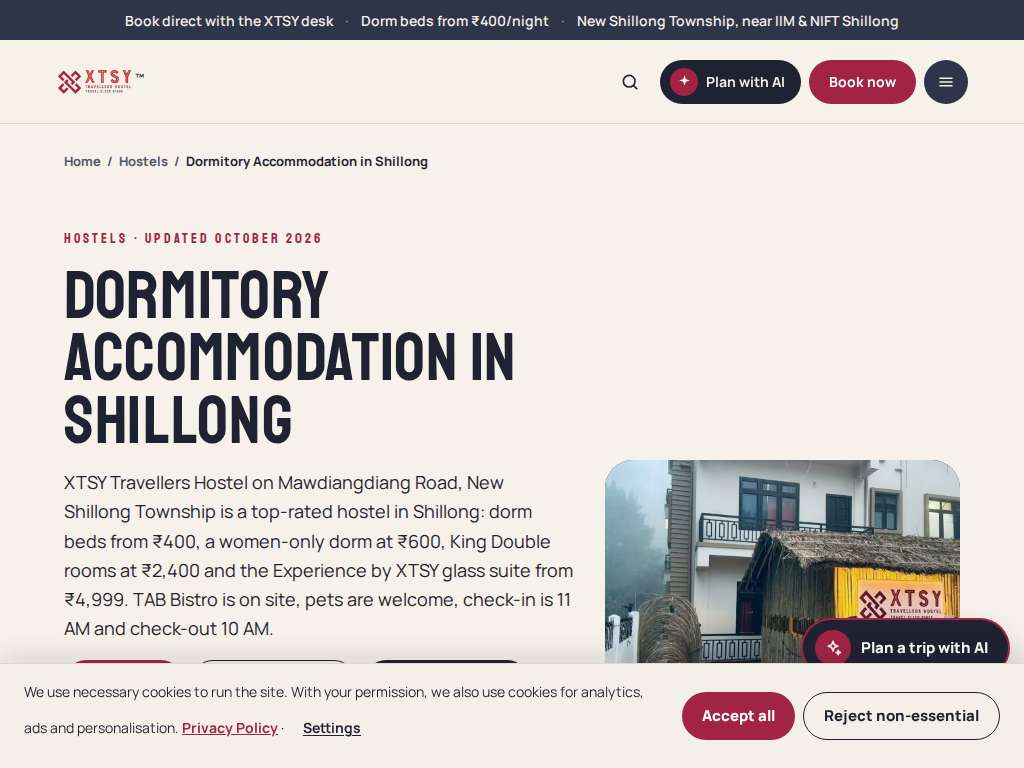 Book direct with the XTSY desk · Dorm beds from ₹400/night · New Shillong Township, near IIM & NIFT Shillong
XTSY™
TRAVELLERS HOSTEL
Plan with AI
Book now
Home / Hostels / Dormitory Accommodation in Shillong
HOSTELS · UPDATED OCTOBER 2026
DORMITORY
ACCOMMODATION IN
SHILLONG
XTSY Travellers Hostel on Mawdiangdiang Road, New
Shillong Township is a top-rated hostel in Shillong: dorm
beds from ₹400, a women-only dorm at ₹600, King Double
rooms at ₹2,400 and the Experience by XTSY glass suite from
₹4,999. TAB Bistro is on site, pets are welcome, check-in is 11
AM and check-out 10 AM.
XTSY
TRAVELLERS HOSTEL
Plan a trip with AI
We use necessary cookies to run the site. With your permission, we also use cookies for analytics,
ads and personalisation. Privacy Policy · Settings
Accept all
Reject non-essential